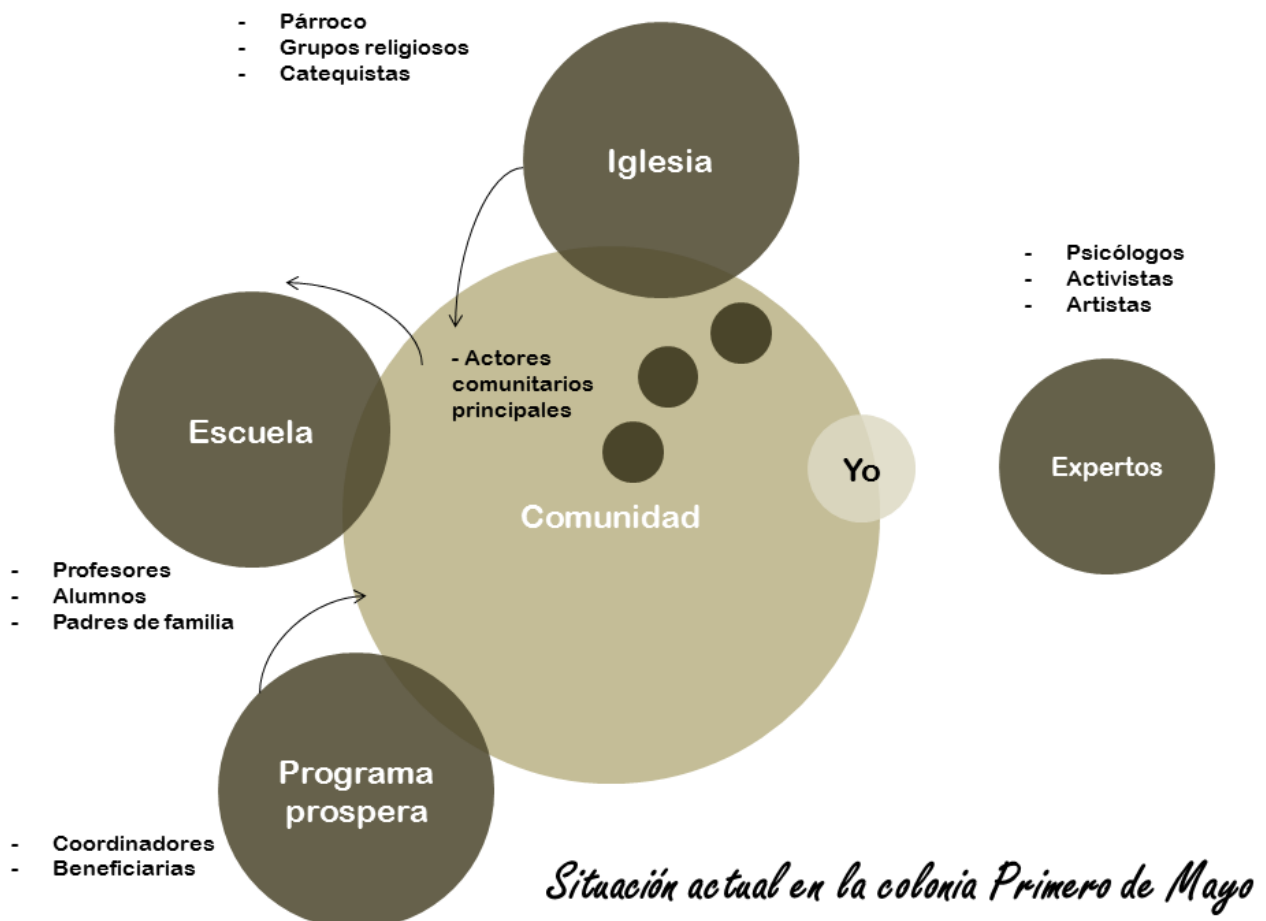 - Párroco
- Grupos religiosos
- Catequistas
Iglesia
- Psicólogos
- Activistas
- Artistas
- Actores
comunitarios
principales
Escuela
Yo
Expertos
Comunidad
- Profesores
- Alumnos
- Padres de familia
Programa
prospera
- Coordinadores
- Beneficiarias
Situación actual en la colonia Primero de Mayo